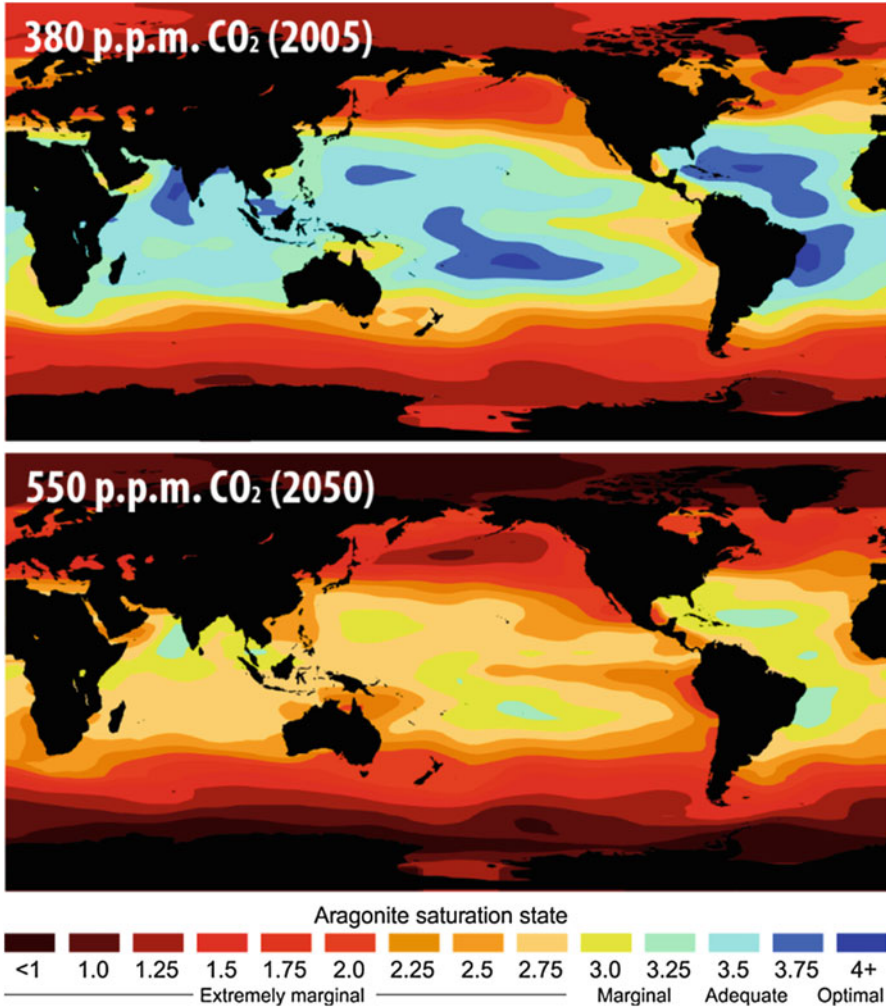 380 p.p.m. CO₂ (2005)
550 p.p.m. CO₂ (2050)
Aragonite saturation state
<1 1.0 1.25 1.5 1.75 2.0 2.25 2.5 2.75 3.0 3.25 3.5 3.75 4+
Extremely marginal Marginal Adequate Optimal